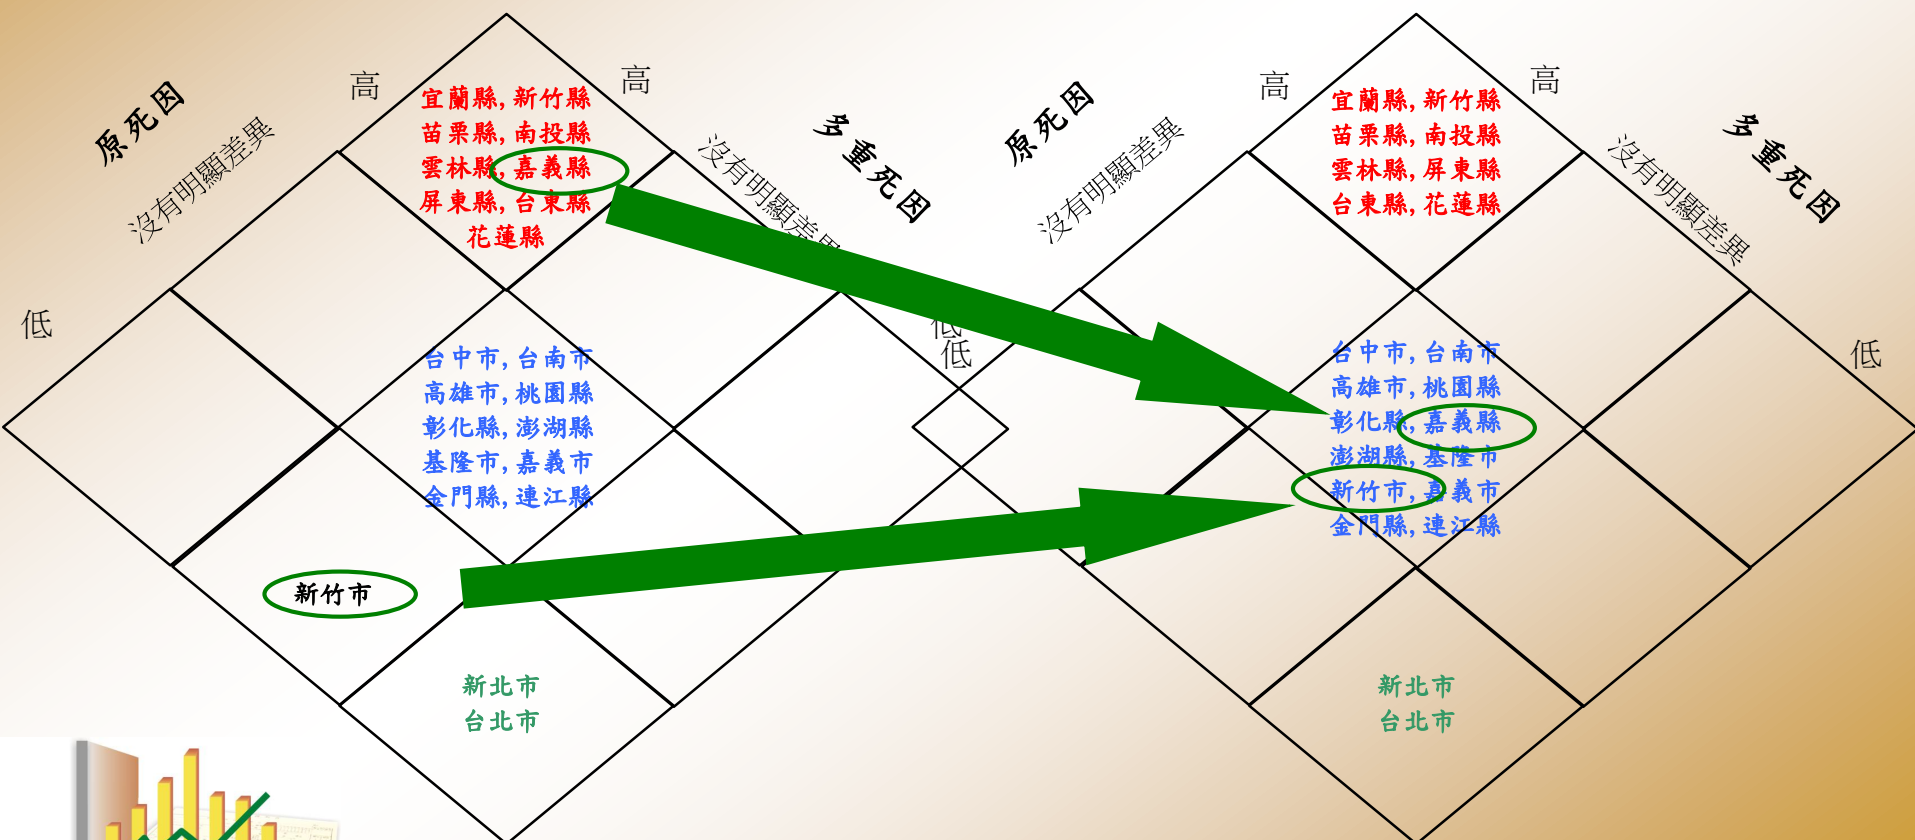 原死因
高
沒有明顯差異
低
高
沒有明顯差異
低
多重死因
宜蘭縣,新竹縣
苗栗縣,南投縣
雲林縣,嘉義縣
屏東縣,台東縣
花蓮縣
台中市,台南市
高雄市,桃園縣
彰化縣,澎湖縣
基隆市,嘉義市
金門縣,連江縣
新竹市
新北市
台北市
原死因
高
沒有明顯差異
低
高
沒有明顯差異
低
多重死因
宜蘭縣,新竹縣
苗栗縣,南投縣
雲林縣,屏東縣
台東縣,花蓮縣
台中市,台南市
高雄市,桃園縣
彰化縣,嘉義縣
澎湖縣,基隆市
新竹市,嘉義市
金門縣,連江縣
新北市
台北市